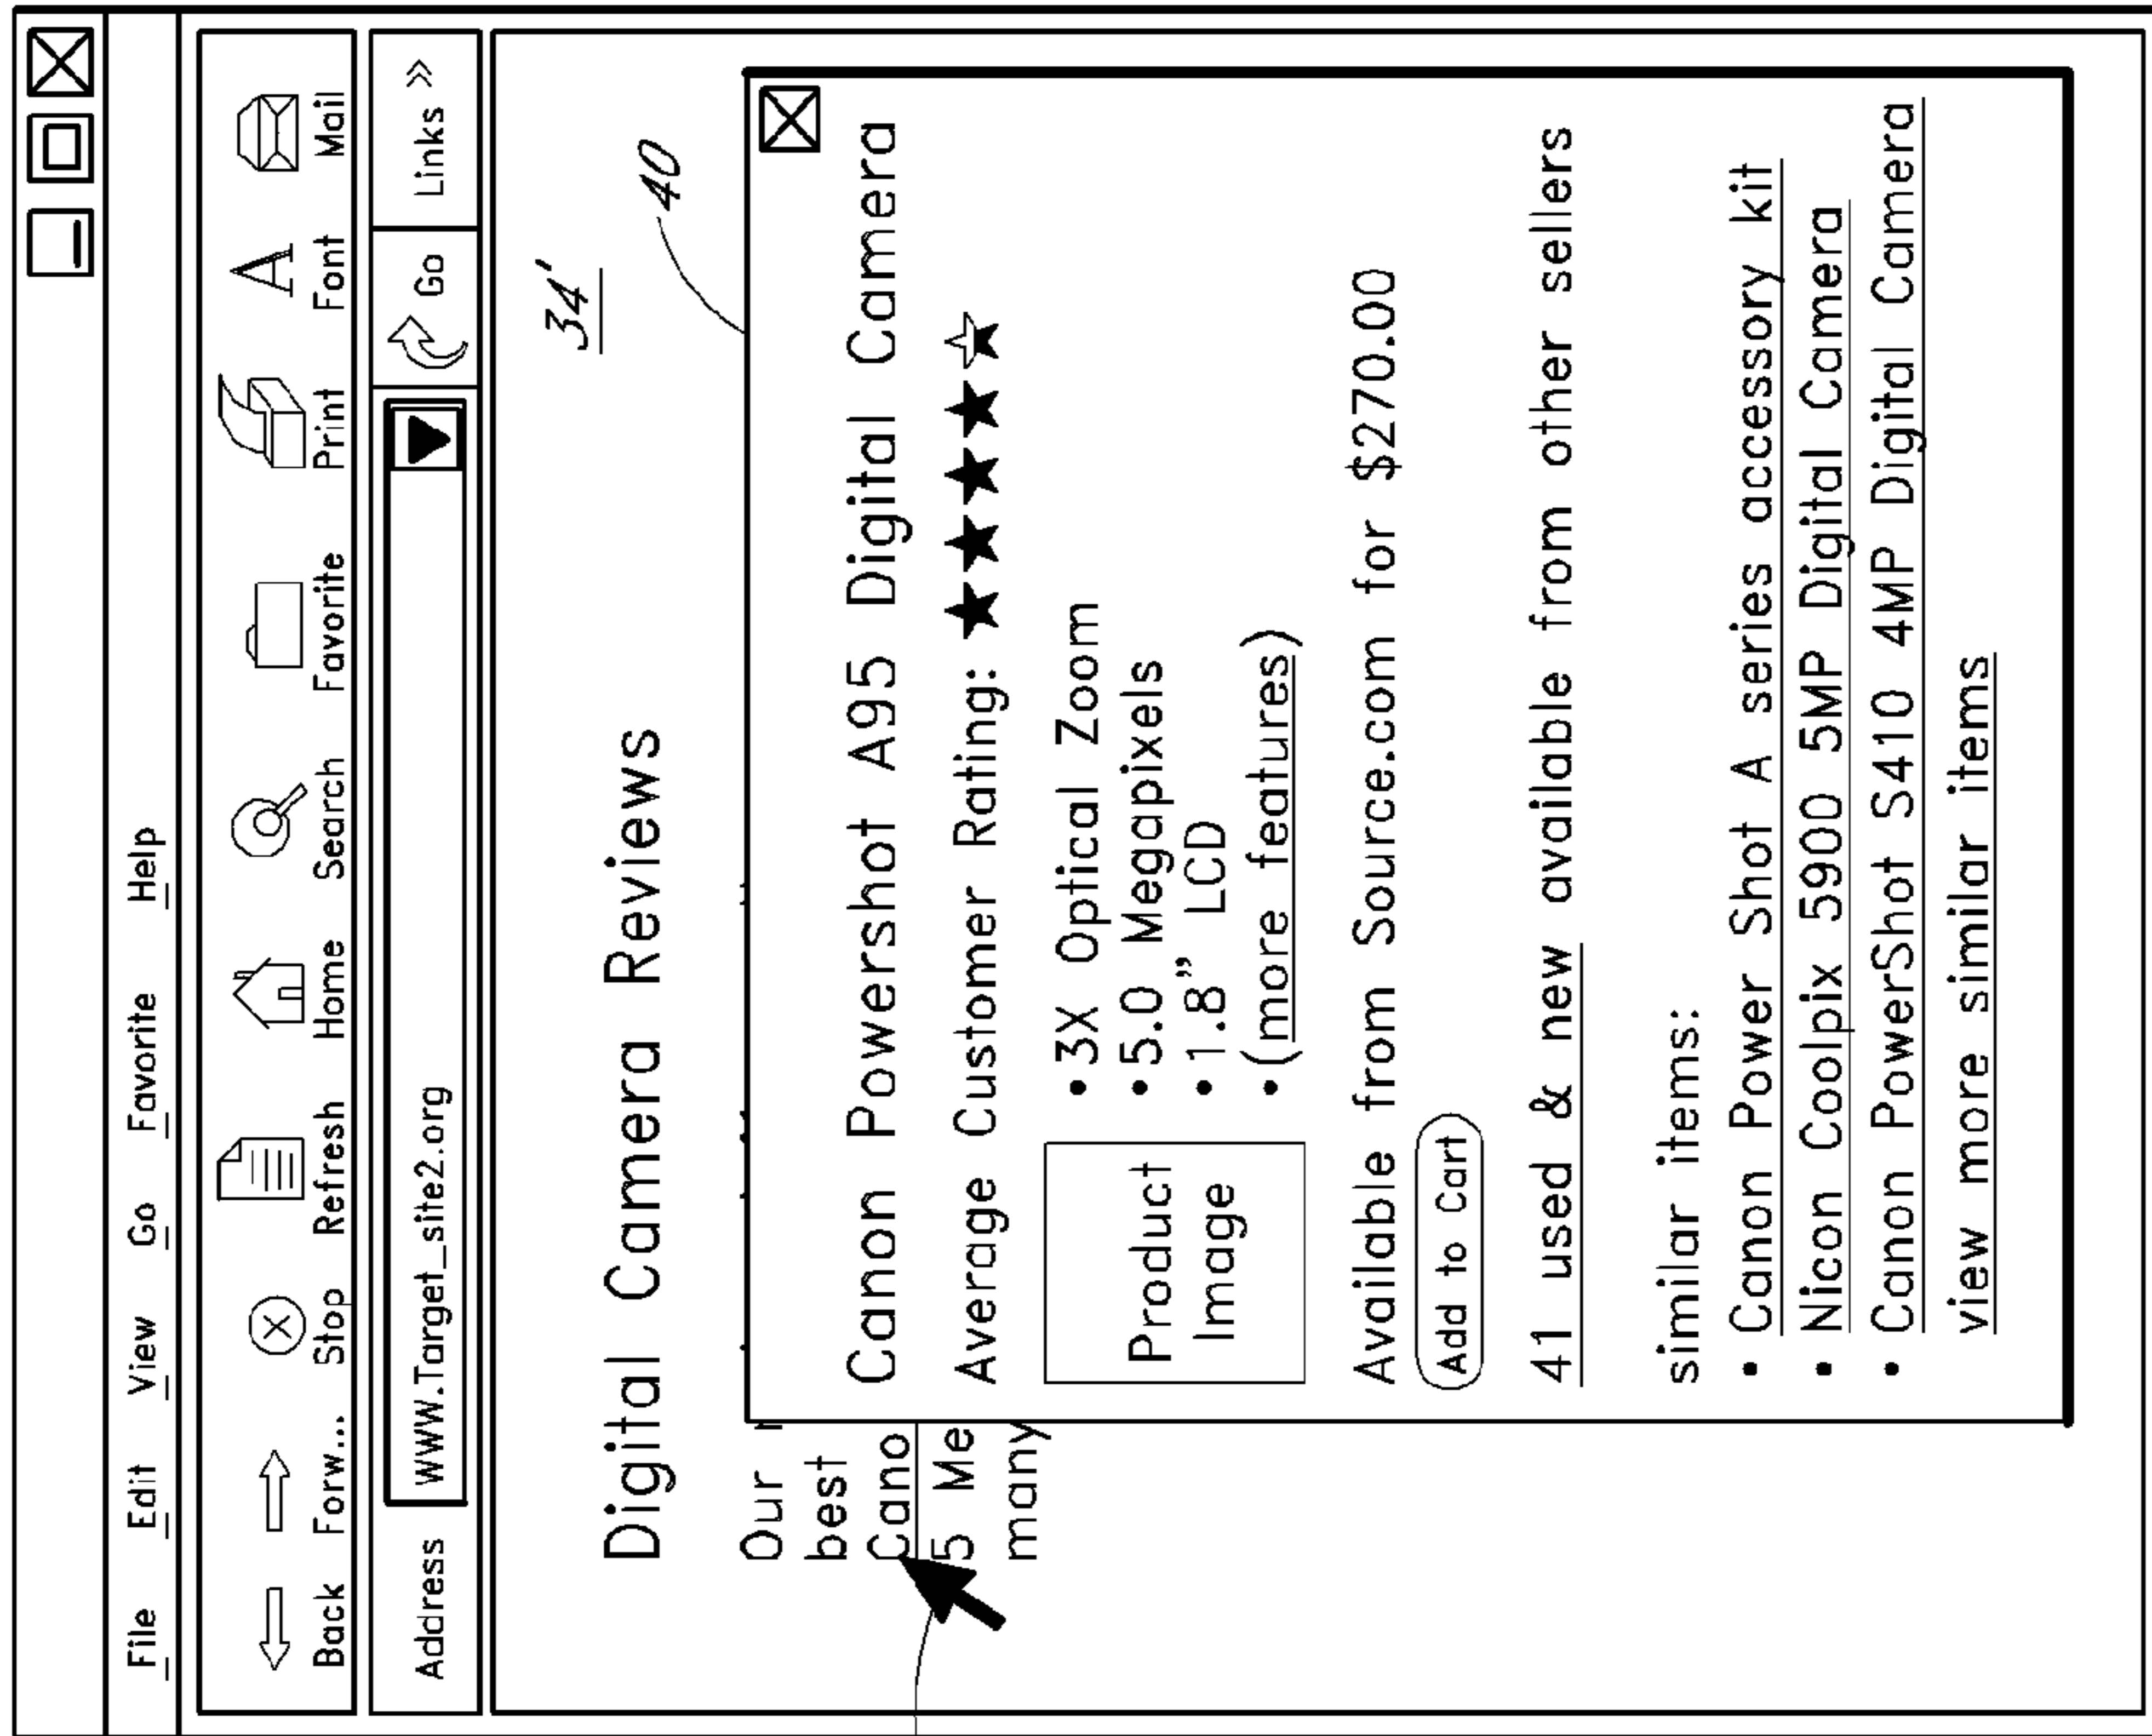 File Edit View Go Favorite Help
Back Forw... Stop Refresh Home Search Favorite Print Font Mail
Address WWW.Target_site2.org Go Links »
34'
Digital Camera Reviews
40
Our
best
Cano
5 Me
many
Canon Powershot A95 Digital Camera
Average Customer Rating:
Product
Image
•3X Optical Zoom
•5.0 Megapixels
•1.8” LCD
•(more features)
Available from Source.com for $270.00
Add to Cart
41 used & new available from other sellers
similar items:
• Canon Power Shot A series accessory kit
• Nicon Coolpix 5900 5MP Digital Camera
• Canon PowerShot S410 4MP Digital Camera
view more similar items